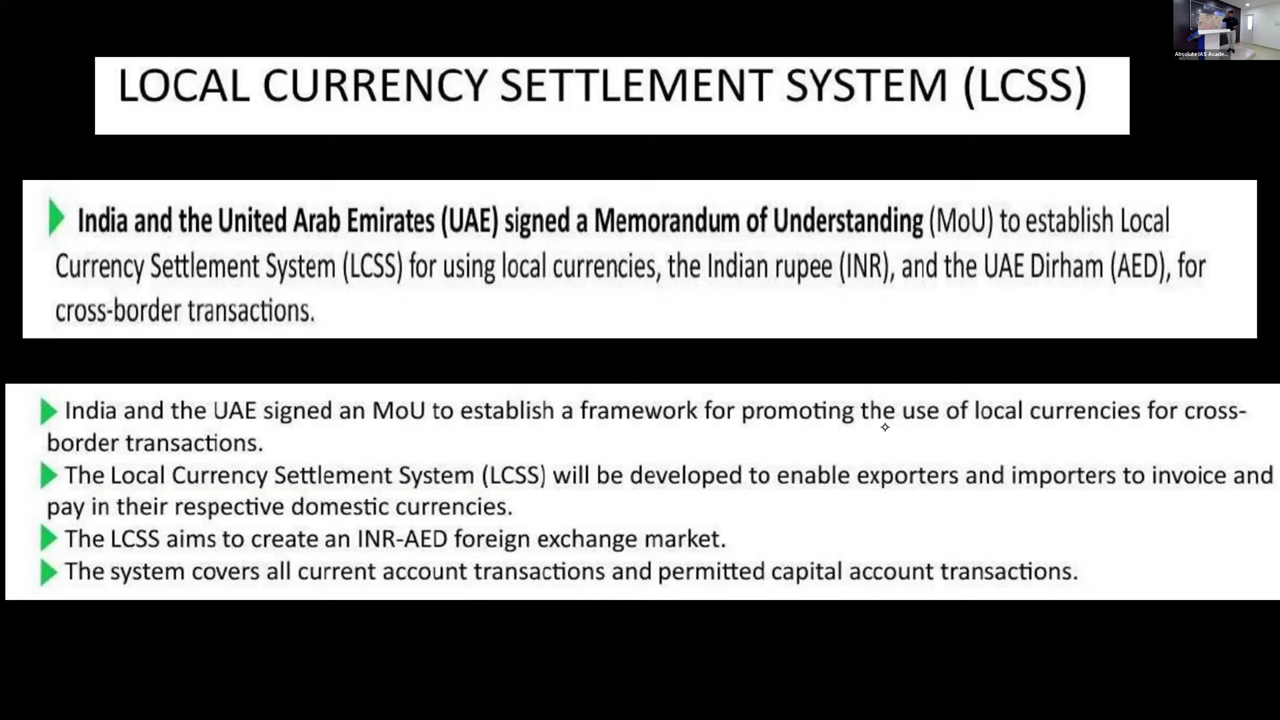 Absolute IAS Acade...
LOCAL CURRENCY SETTLEMENT SYSTEM (LCSS)
India and the United Arab Emirates (UAE) signed a Memorandum of Understanding (MoU) to establish Local
Currency Settlement System (LCSS) for using local currencies, the Indian rupee (INR), and the UAE Dirham (AED), for
cross-border transactions.
India and the UAE signed an MoU to establish a framework for promoting the use of local currencies for cross-
border transactions.
The Local Currency Settlement System (LCSS) will be developed to enable exporters and importers to invoice and
pay in their respective domestic currencies.
The LCSS aims to create an INR-AED foreign exchange market.
The system covers all current account transactions and permitted capital account transactions.